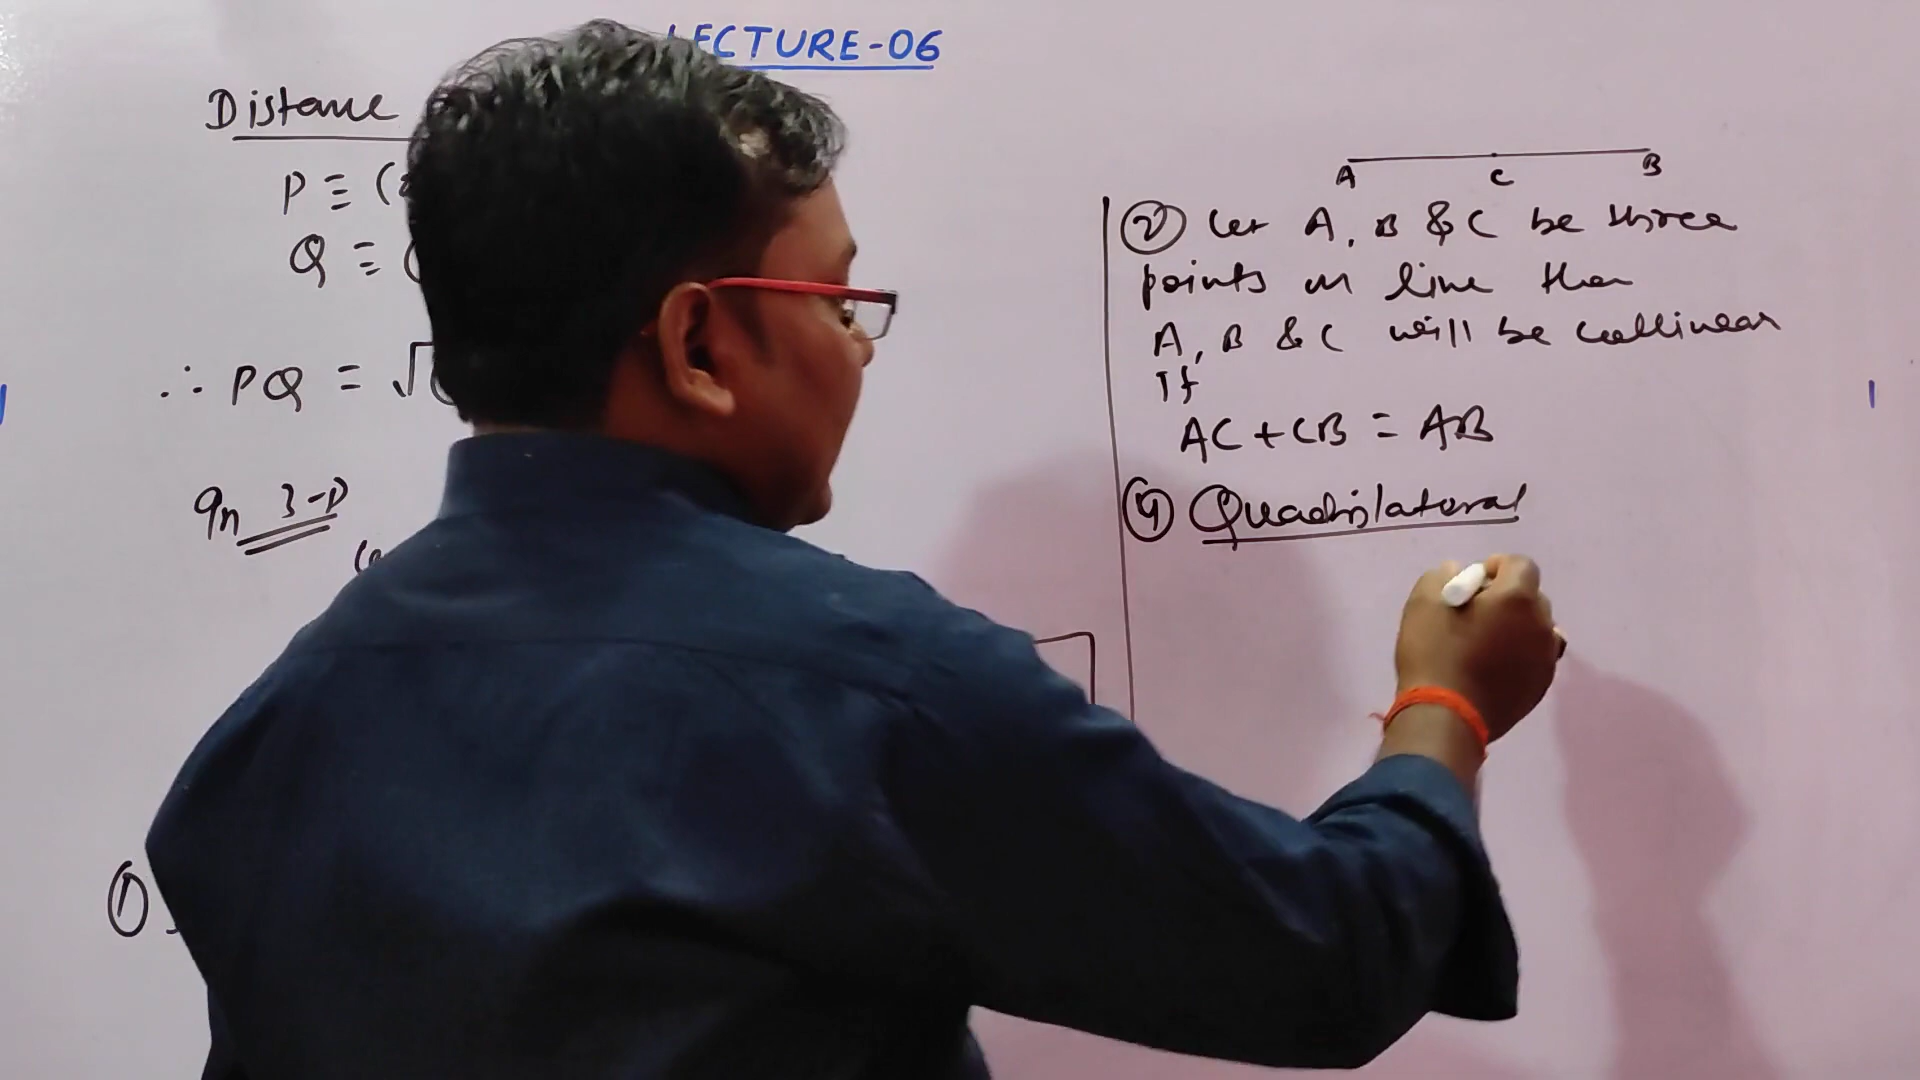 LECTURE-06
Distance
P ≡ (
Q ≡ (
∴ PQ = √(
In 3-D
①
A C B
② Let A, B & C be three
points on line then
A, B & C will be collinear
If
AC + CB = AB
④ Quadrilateral